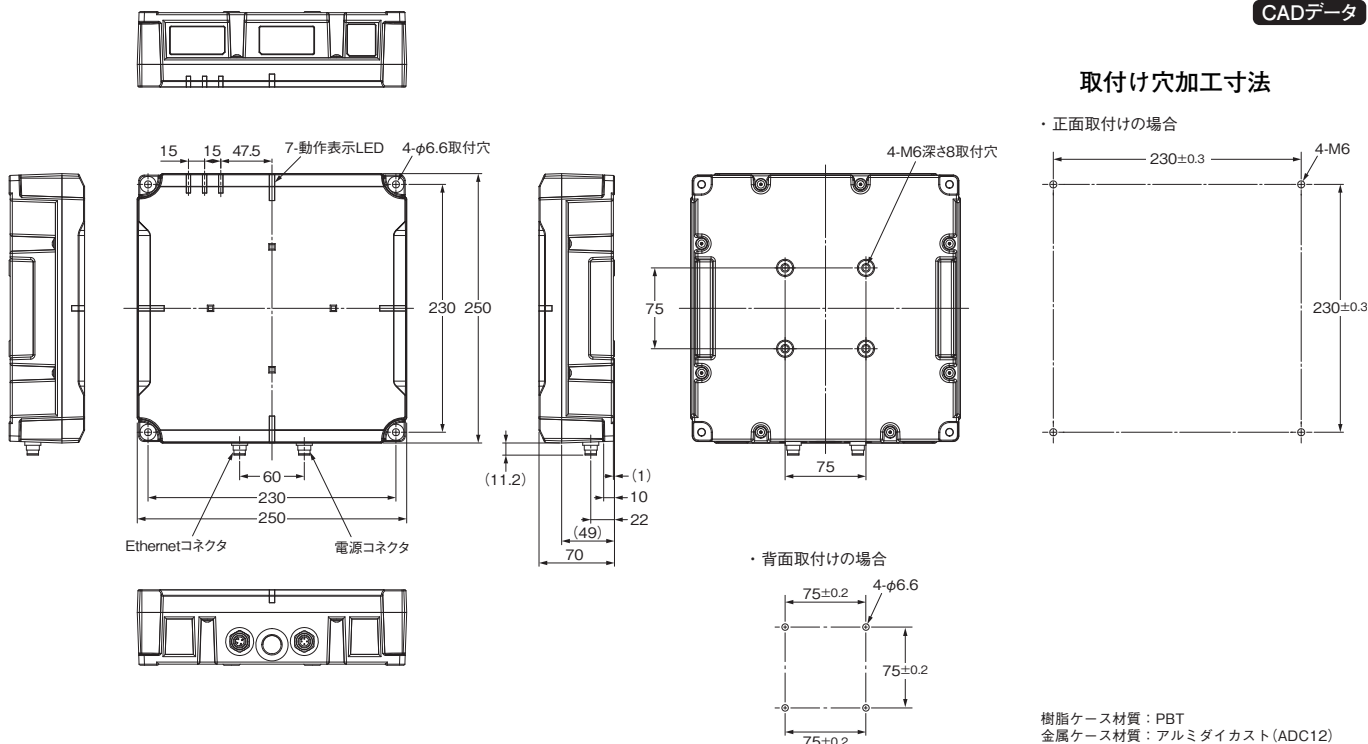 CADデータ
取付け穴加工寸法
・正面取付けの場合
230±0.3
4-M6
230±0.3
15
15
47.5
7-動作表示LED
4-φ6.6取付穴
230
250
60
230
250
Ethernetコネクタ
電源コネクタ
(11.2)
(1)
10
22
(49)
70
4-M6深さ8取付穴
75
75
・背面取付けの場合
75±0.2
4-φ6.6
75±0.2
75±0.2
樹脂ケース材質：PBT
金属ケース材質：アルミダイカスト(ADC12)